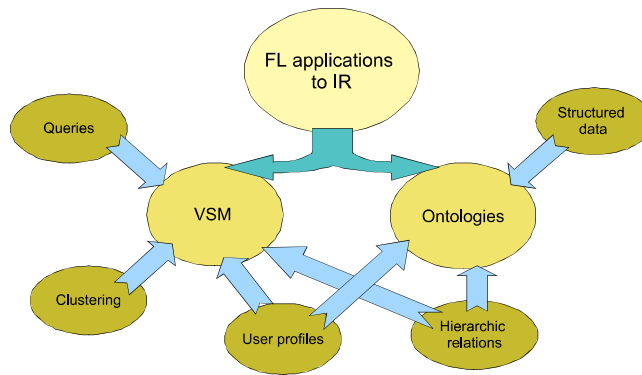 FL applications
to IR
Queries
Structured
data
VSM
Ontologies
Clustering
User profiles
Hierarchic
relations